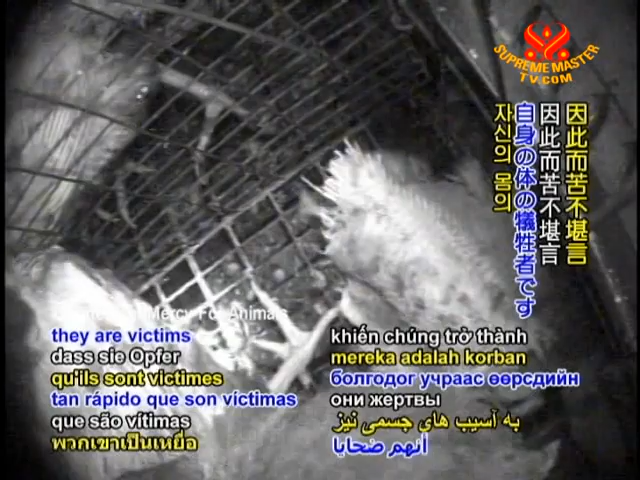 SUPREME MASTER
TV.COM
因此而苦不堪言
因此而苦不堪言
自身の体の犠牲者です
자신의 몸의
Mercy For Animals
they are victims
dass sie Opfer
qu'ils sont victimes
tan rápido que son víctimas
que são vítimas
พวกเขาเป็นเหยื่อ
khiến chúng trở thành
mereka adalah korban
болгодог учраас өөрсдийн
они жертвы
به آسیب های جسمی نیز
أنهم ضحايا